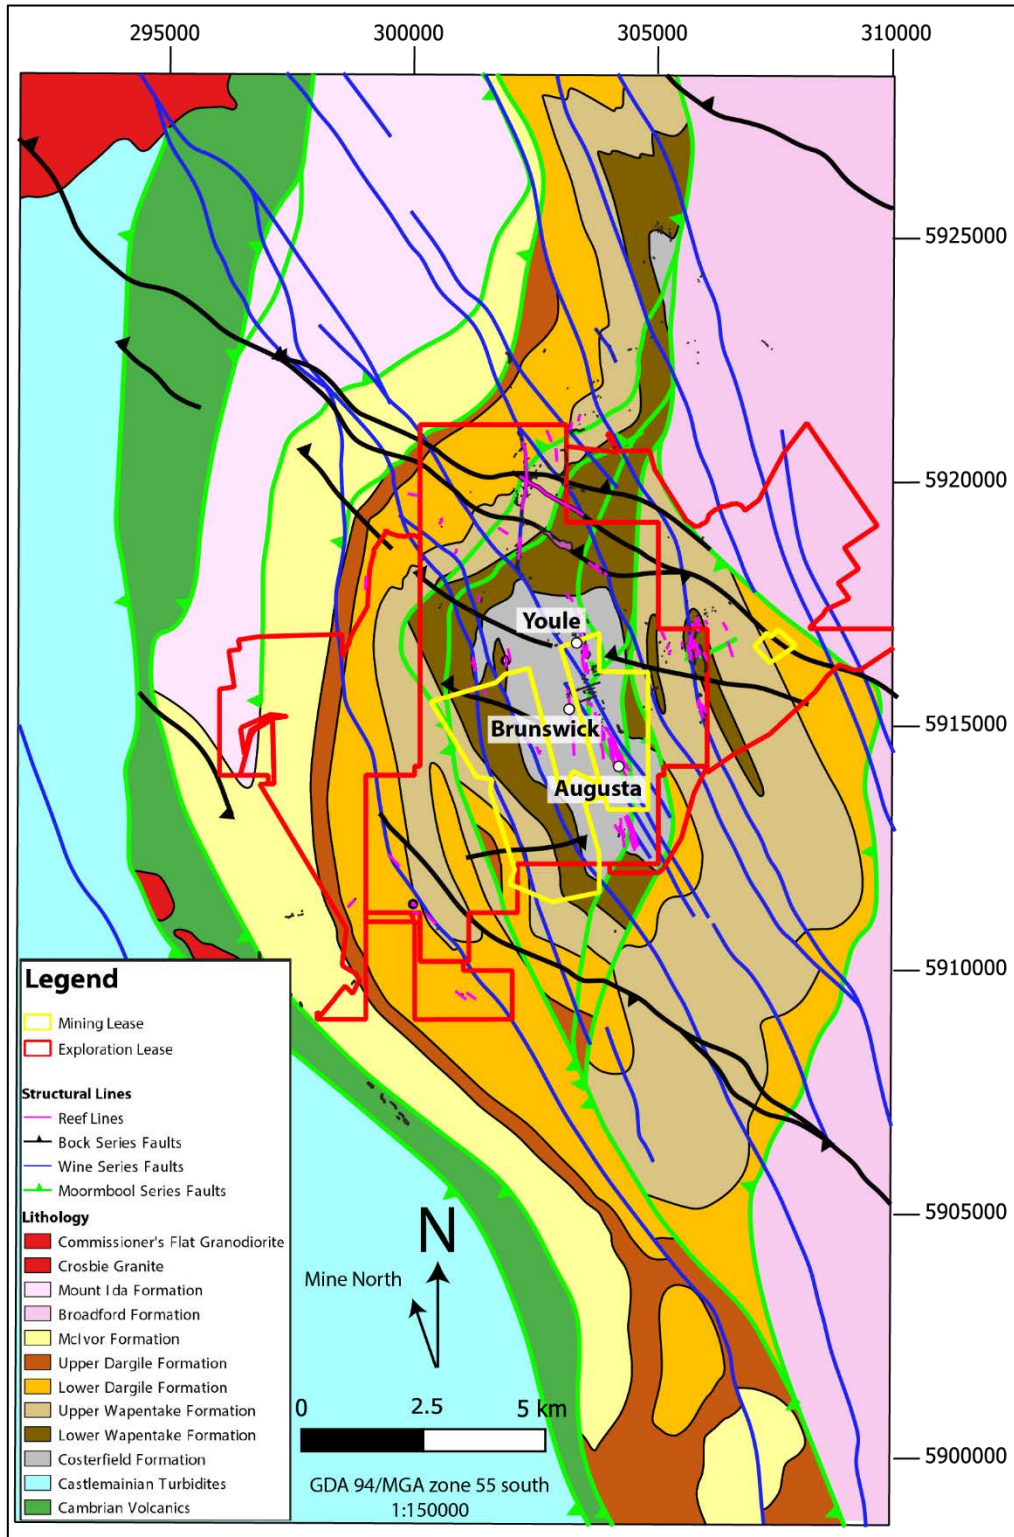 295000
300000
305000
310000
5925000
5920000
Youle
5915000
Brunswick
Augusta
5910000
Legend
Mining Lease
Exploration Lease
Structural Lines
Reef Lines
Bock Series Faults
Wine Series Faults
Moormbool Series Faults
5905000
Lithology
Commissioner's Flat Granodiorite
Crosbie Granite
Mount Ida Formation
Broadford Formation
McIvor Formation
Upper Dargile Formation
Lower Dargile Formation
Upper Wapentake Formation
Lower Wapentake Formation
Costerfield Formation
Castlemainian Turbidites
Cambrian Volcanics
N
Mine North
0 2.5 5 km
5900000
GDA 94/MGA zone 55 south
1:150000